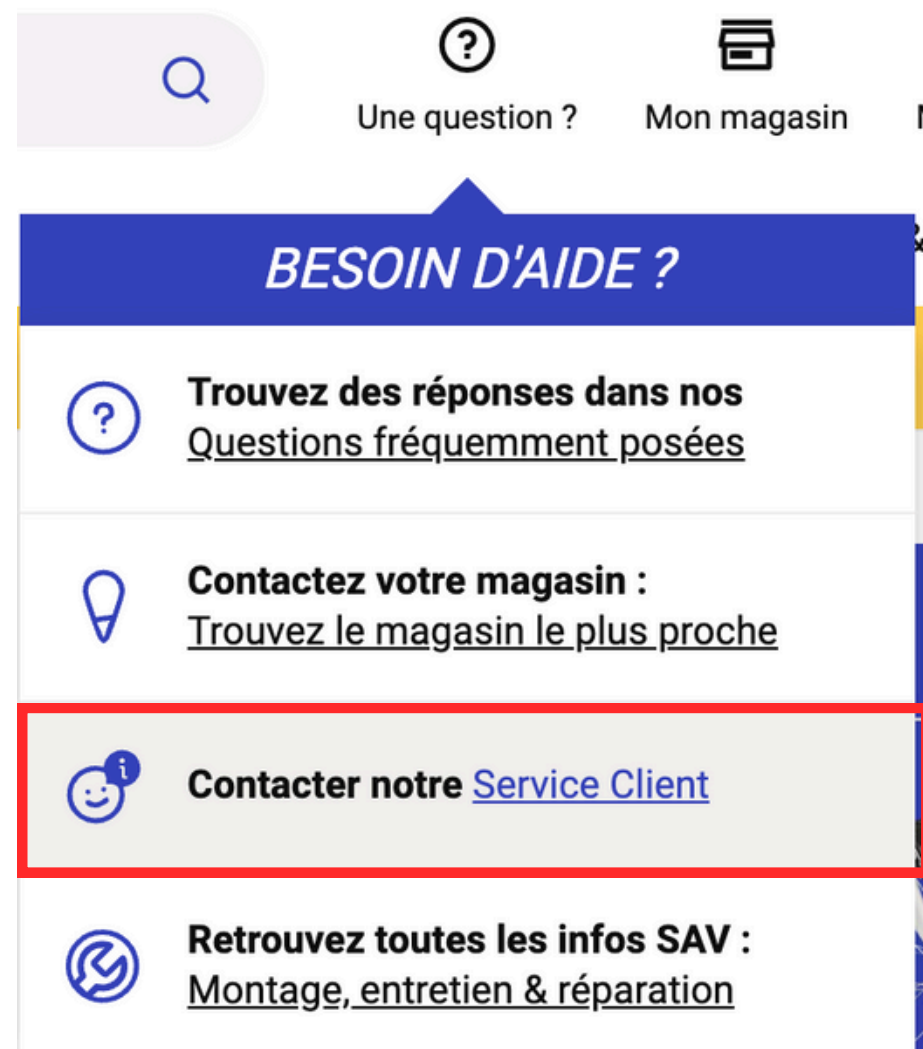 Une question ?
Mon magasin
BESOIN D'AIDE ?
Trouvez des réponses dans nos
Questions fréquemment posées
Contactez votre magasin :
Trouvez le magasin le plus proche
Contacter notre Service Client
Retrouvez toutes les infos SAV :
Montage, entretien & réparation